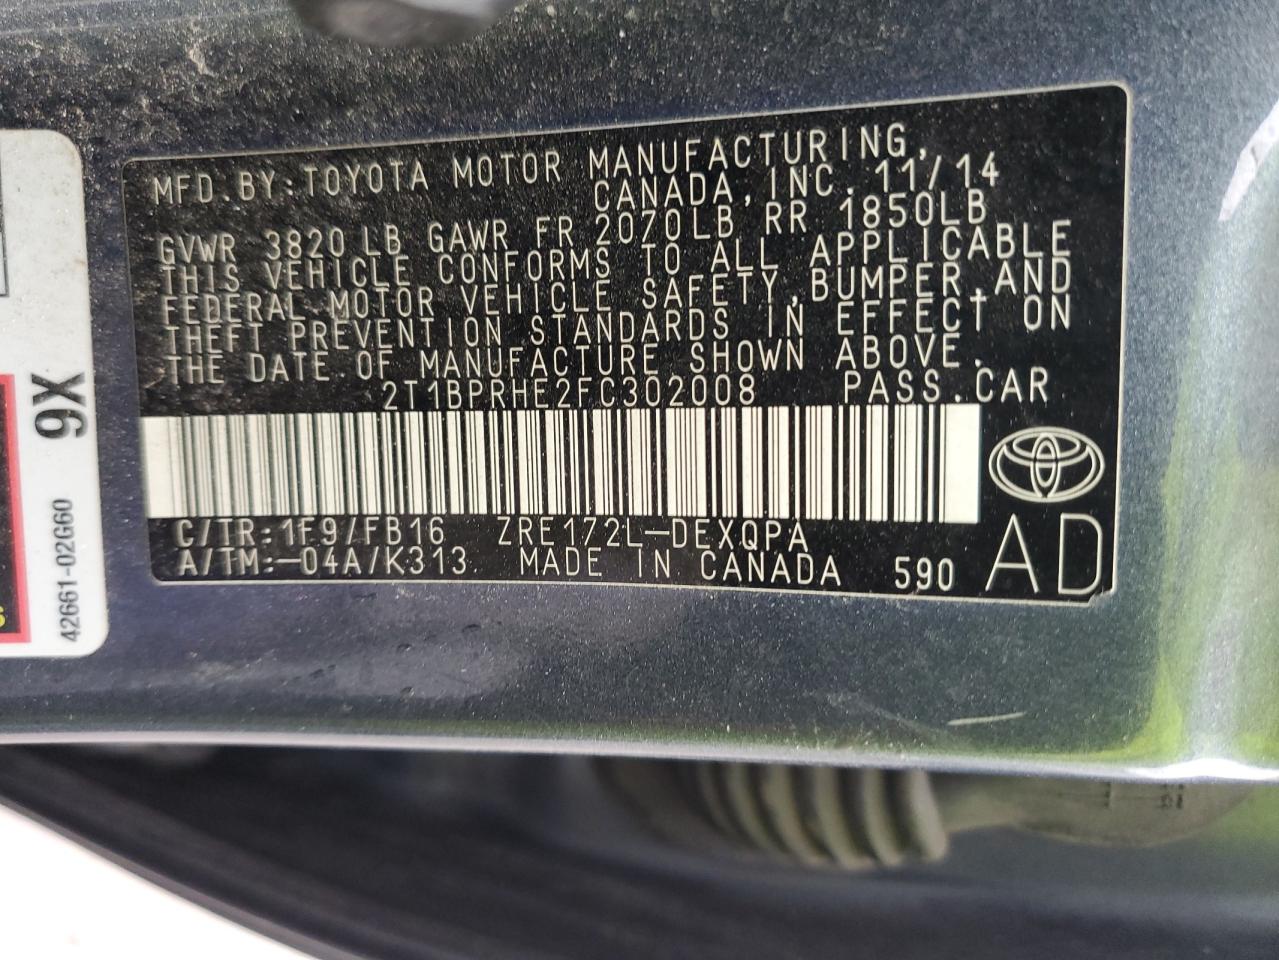 MFD. BY: TOYOTA MOTOR MANUFACTURING,
CANADA, INC. 11/14
GVWR 3820 LB GAWR FR 2070LB RR 1850LB
THIS VEHICLE CONFORMS TO ALL APPLICABLE
FEDERAL MOTOR VEHICLE SAFETY, BUMPER, AND
THEFT PREVENTION STANDARDS IN EFFECT ON
THE DATE OF MANUFACTURE SHOWN ABOVE.
2T1BPRHE2FC302008 PASS. CAR
C/TR: 1F9/FB16 ZRE172L-DEXQPA
A/TM: -04A/K313 MADE IN CANADA 590
AD
9X
42661-02G60